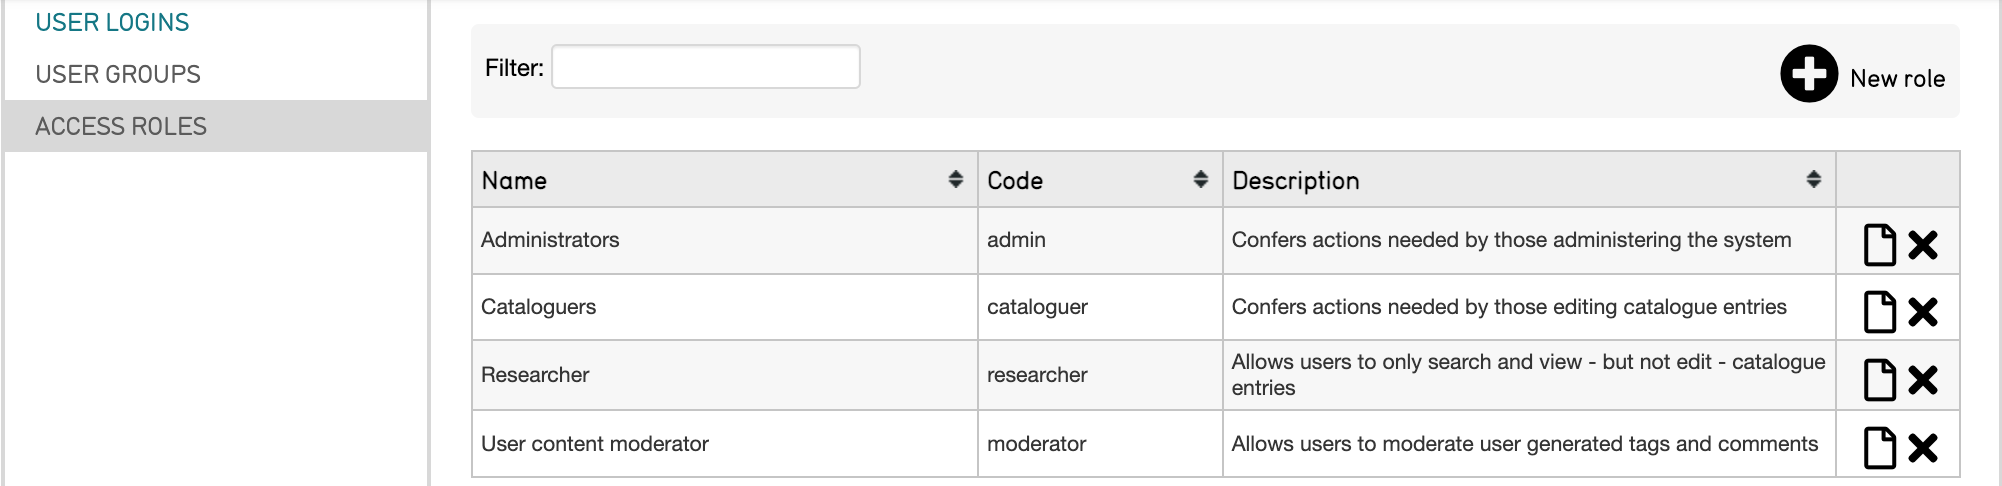 USER LOGINS
USER GROUPS
ACCESS ROLES
Filter:
New role
Name Code Description
Administrators admin Confers actions needed by those administering the system
Cataloguers cataloguer Confers actions needed by those editing catalogue entries
Researcher researcher Allows users to only search and view - but not edit - catalogue
entries
User content moderator moderator Allows users to moderate user generated tags and comments